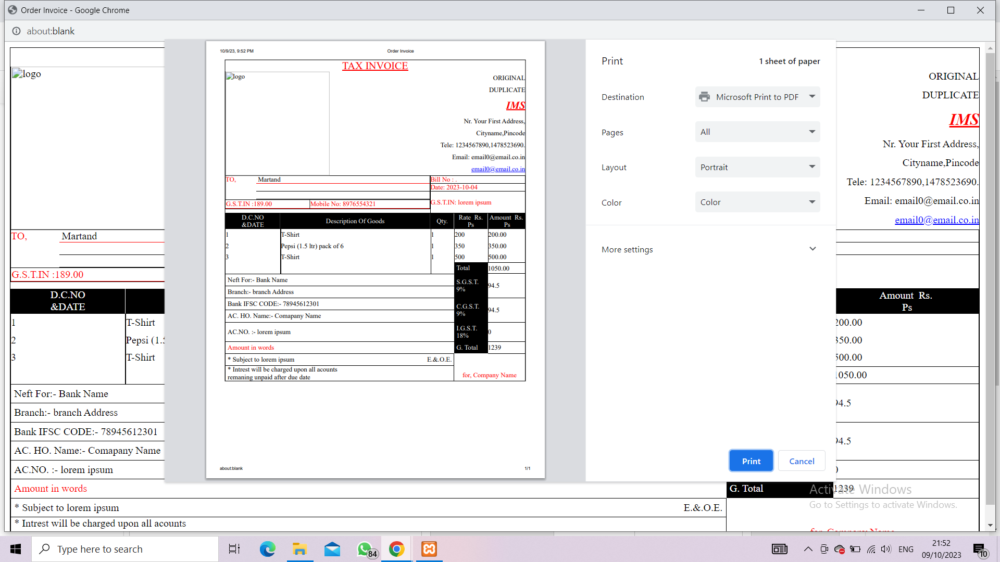 Order Invoice - Google Chrome
about:blank
logo
TO,
Martand
G.S.T.IN :189.00
D.C.NO
&DATE
1
T-Shirt
2
Pepsi (1.5
3
T-Shirt
Neft For:- Bank Name
Branch:- branch Address
Bank IFSC CODE:- 78945612301
AC. HO. Name:- Comapany Name
AC.NO. :- lorem ipsum
Amount in words
* Subject to lorem ipsum
E.&.O.E.
* Intrest will be charged upon all acounts
10/9/23, 9:52 PM
Order Invoice
TAX INVOICE
logo
ORIGINAL
DUPLICATE
IMS
Nr. Your First Address,
Cityname,Pincode
Tele: 1234567890,1478523690.
Email: email0@email.co.in
email0@email.co.in
TO,
Martand
Bill No : .
Date: 2023-10-04
G.S.T.IN :189.00
Mobile No: 8976554321
G.S.T.IN: lorem ipsum
D.C.NO
&DATE
Description Of Goods
Qty.
Rate Rs.
Ps
Amount Rs.
Ps
1 T-Shirt 1 200 200.00
2 Pepsi (1.5 ltr) pack of 6 1 350 350.00
3 T-Shirt 1 500 500.00
Total 1050.00
Neft For:- Bank Name
S.G.S.T.
9%
94.5
Branch:- branch Address
Bank IFSC CODE:- 78945612301
C.G.S.T.
9%
94.5
AC. HO. Name:- Comapany Name
AC.NO. :- lorem ipsum
I.G.S.T.
18%
0
Amount in words
G. Total 1239
* Subject to lorem ipsum
E.&.O.E.
* Intrest will be charged upon all acounts
remaning unpaid after due date
for, Company Name
about:blank
1/1
Print
1 sheet of paper
Destination
Microsoft Print to PDF
Pages
All
Layout
Portrait
Color
Color
More settings
Print
Cancel
ORIGINAL
DUPLICATE
IMS
Nr. Your First Address,
Cityname,Pincode
Tele: 1234567890,1478523690.
Email: email0@email.co.in
email0@email.co.in
Amount Rs.
Ps
200.00
350.00
500.00
1050.00
94.5
94.5
G. Total
1239
Activate Windows
Go to Settings to activate Windows.
for, Company Name
Type here to search
84
ENG
21:52
09/10/2023
10